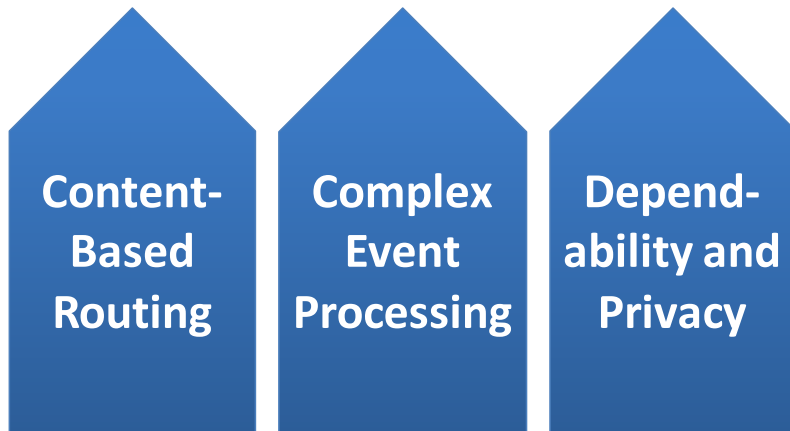 Content-
Based
Routing
Complex
Event
Processing
Depend-
ability and
Privacy